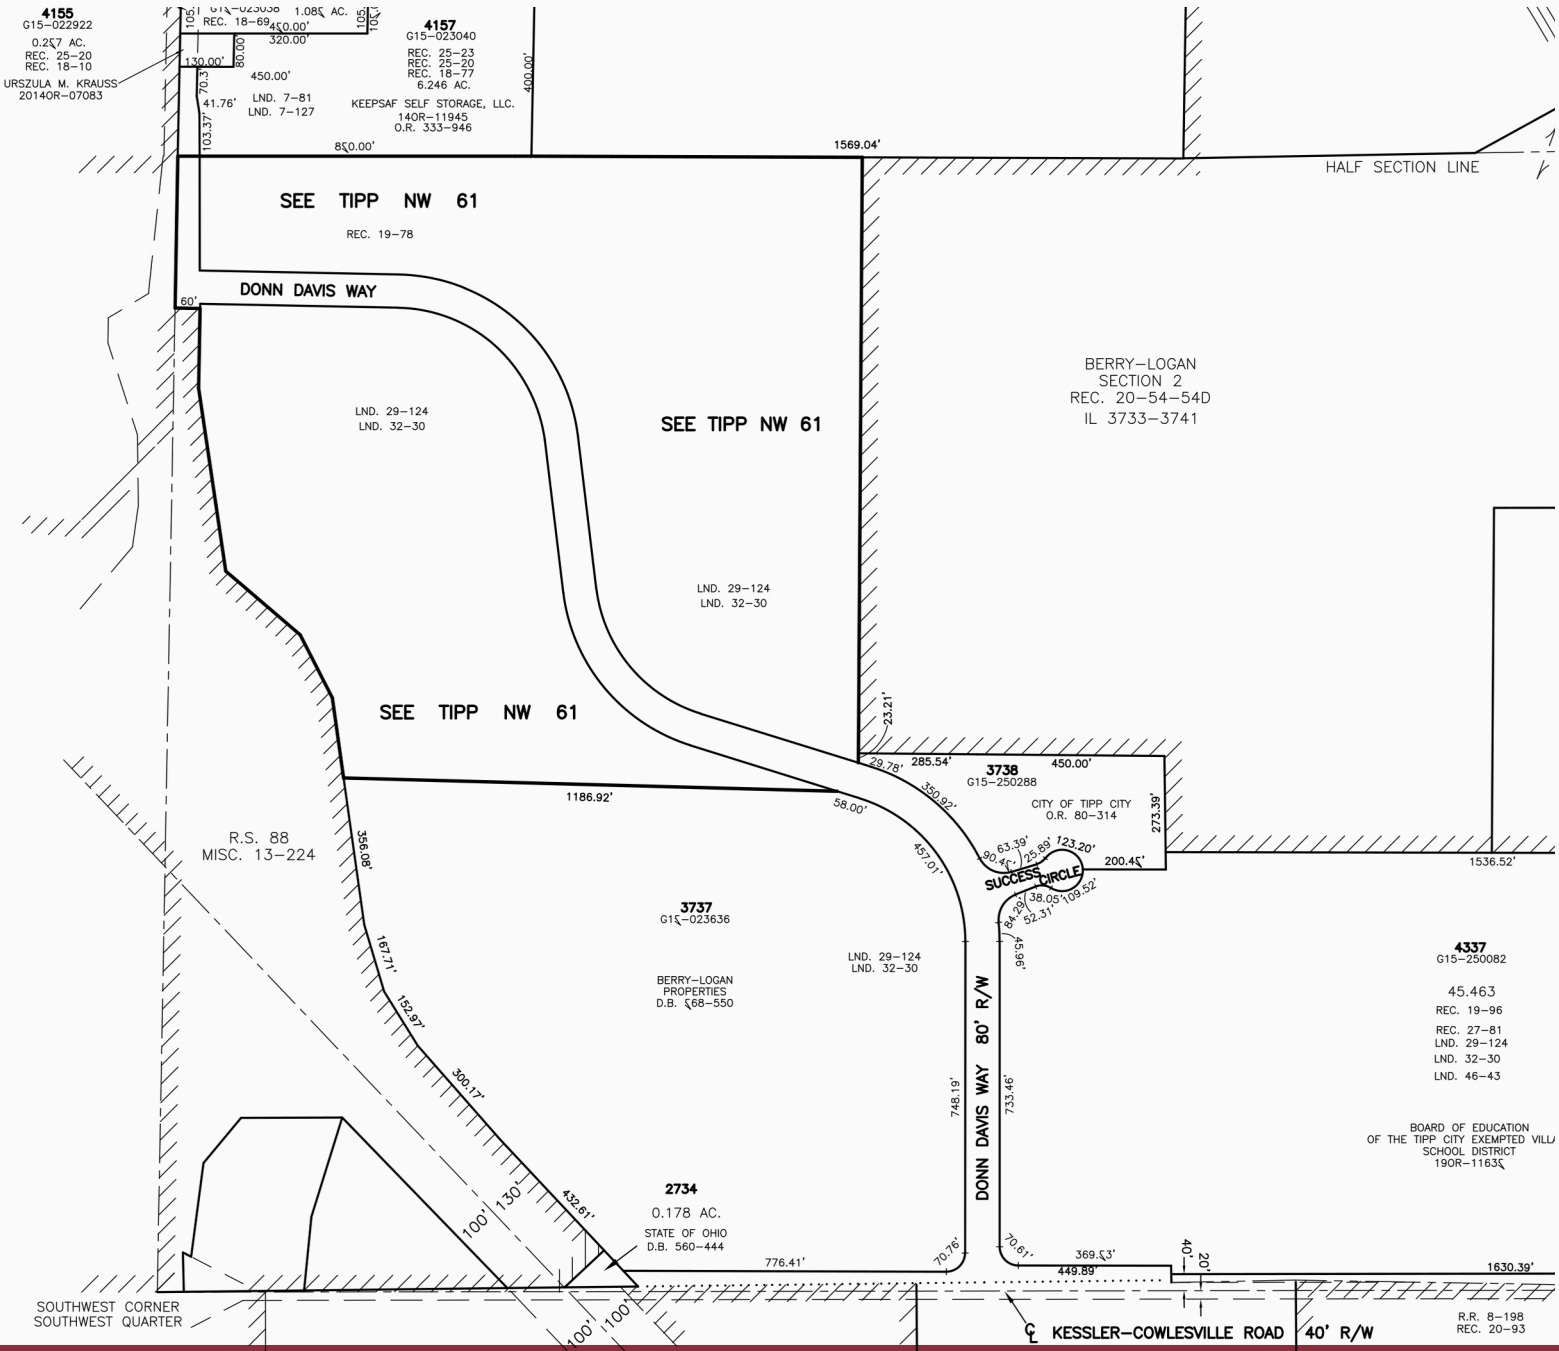 4155
G15-022922
0.257 AC.
REC. 25-20
REC. 18-10
URSZULA M. KRAUSS
2014OR-07083
G15-023038
1.085 AC.
REC. 18-69
420.00'
320.00'
130.00'
80.00'
70.3'
450.00'
41.76'
103.37'
LND. 7-81
LND. 7-127
4157
G15-023040
REC. 25-23
REC. 25-20
REC. 18-77
6.246 AC.
KEEPSAF SELF STORAGE, LLC.
14OR-11945
O.R. 333-946
400.00'
850.00'
1569.04'
HALF SECTION LINE
SEE TIPP NW 61
REC. 19-78
60'
DONN DAVIS WAY
LND. 29-124
LND. 32-30
SEE TIPP NW 61
BERRY-LOGAN
SECTION 2
REC. 20-54-54D
IL 3733-3741
LND. 29-124
LND. 32-30
SEE TIPP NW 61
23.21'
29.78'
285.54'
3738
G15-250288
450.00'
350.92'
CITY OF TIPP CITY
O.R. 80-314
273.39'
1186.92'
58.00'
457.01'
90.45'
63.39'
25.89'
123.20'
200.45'
SUCCESS CIRCLE
109.52'
38.05'
52.31'
84.29'
45.96'
1536.52'
R.S. 88
MISC. 13-224
356.08'
167.71'
152.97'
300.17'
432.61'
3737
G15-023636
BERRY-LOGAN
PROPERTIES
D.B. 568-550
LND. 29-124
LND. 32-30
DONN DAVIS WAY 80' R/W
748.19'
733.46'
4337
G15-250082
45.463
REC. 19-96
REC. 27-81
LND. 29-124
LND. 32-30
LND. 46-43
BOARD OF EDUCATION
OF THE TIPP CITY EXEMPTED VILLA
SCHOOL DISTRICT
19OR-11635
100' 130'
2734
0.178 AC.
STATE OF OHIO
D.B. 560-444
776.41'
70.76'
70.61'
369.53'
449.89'
40'
20'
1630.39'
SOUTHWEST CORNER
SOUTHWEST QUARTER
100' 100'
KESSLER-COWLESVILLE ROAD 40' R/W
R.R. 8-198
REC. 20-93